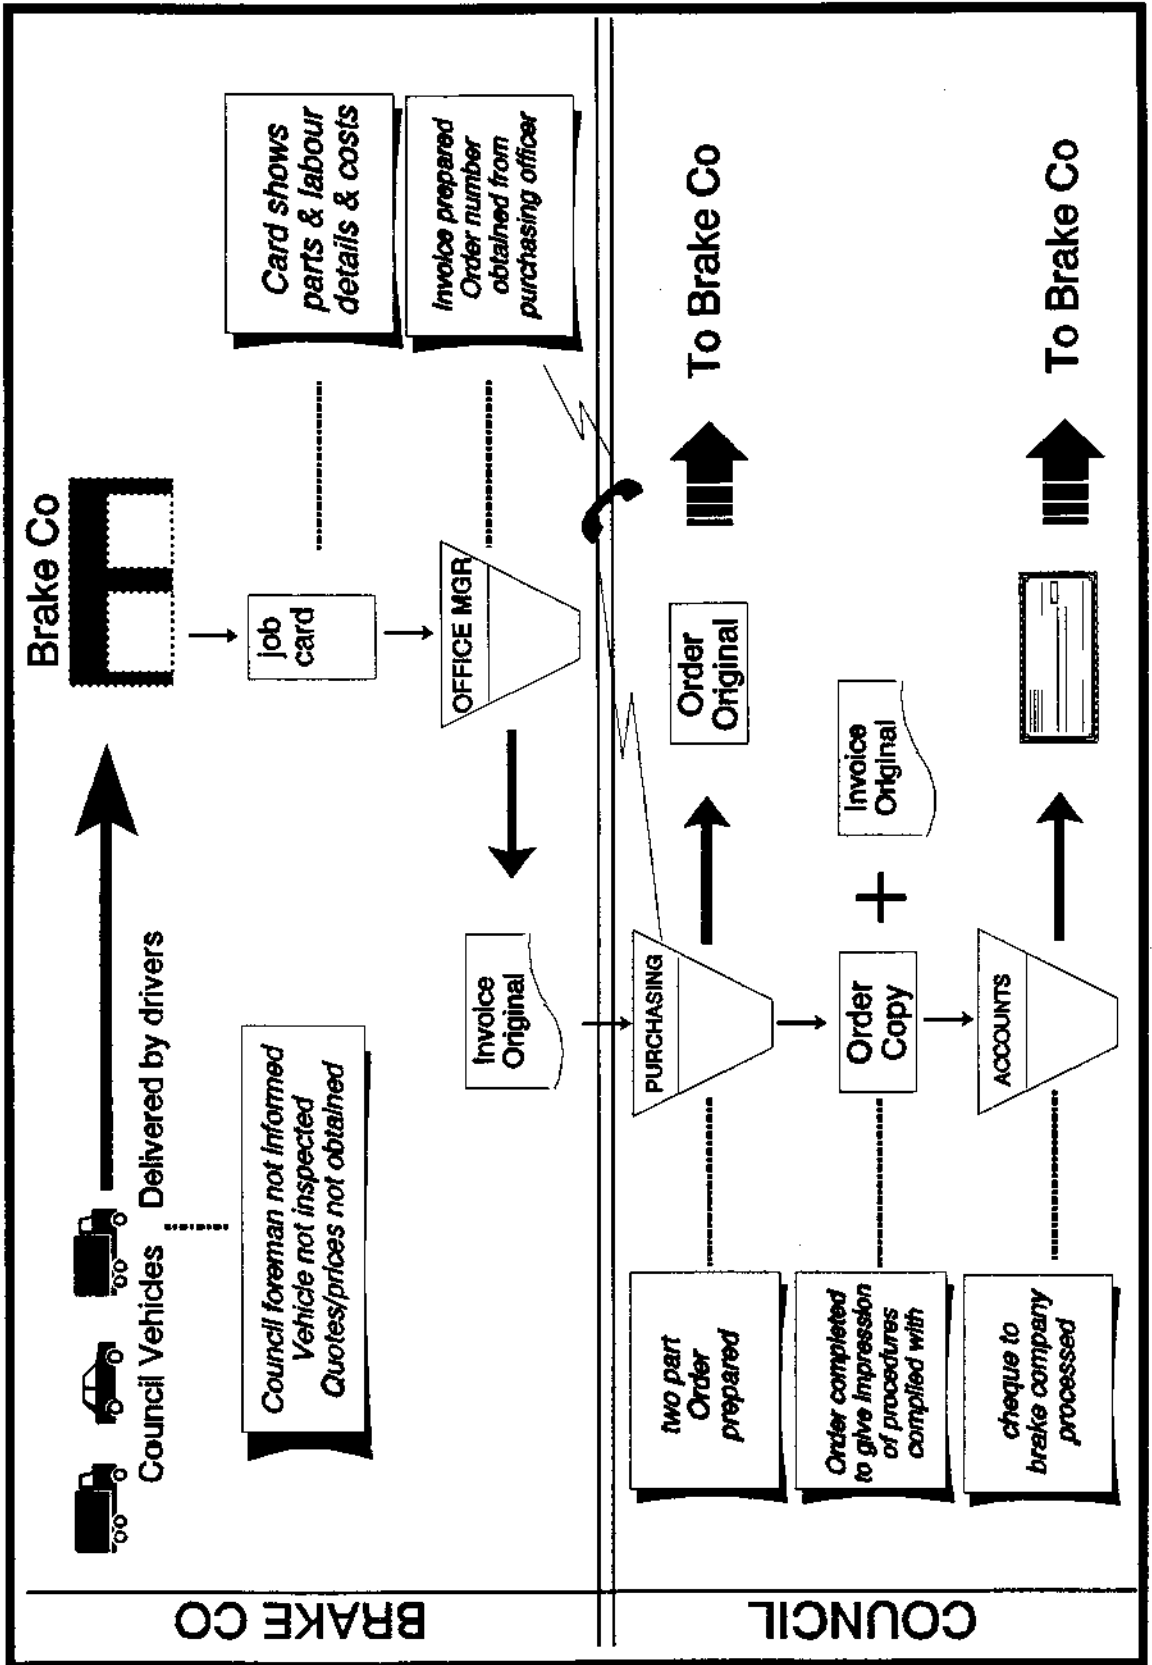 BRAKE CO
Brake Co
Council Vehicles
Delivered by drivers
Council foreman not informed
Vehicle not inspected
Quotes/prices not obtained
job
card
Card shows
parts & labour
details & costs
OFFICE MGR
Invoice prepared
Order number
obtained from
purchasing officer
Invoice
Original
COUNCIL
two part
Order
prepared
PURCHASING
Order
Original
To Brake Co
Order completed
to give impression
of procedures
complied with
Order
Copy
+
Invoice
Original
cheque to
brake company
processed
ACCOUNTS
To Brake Co